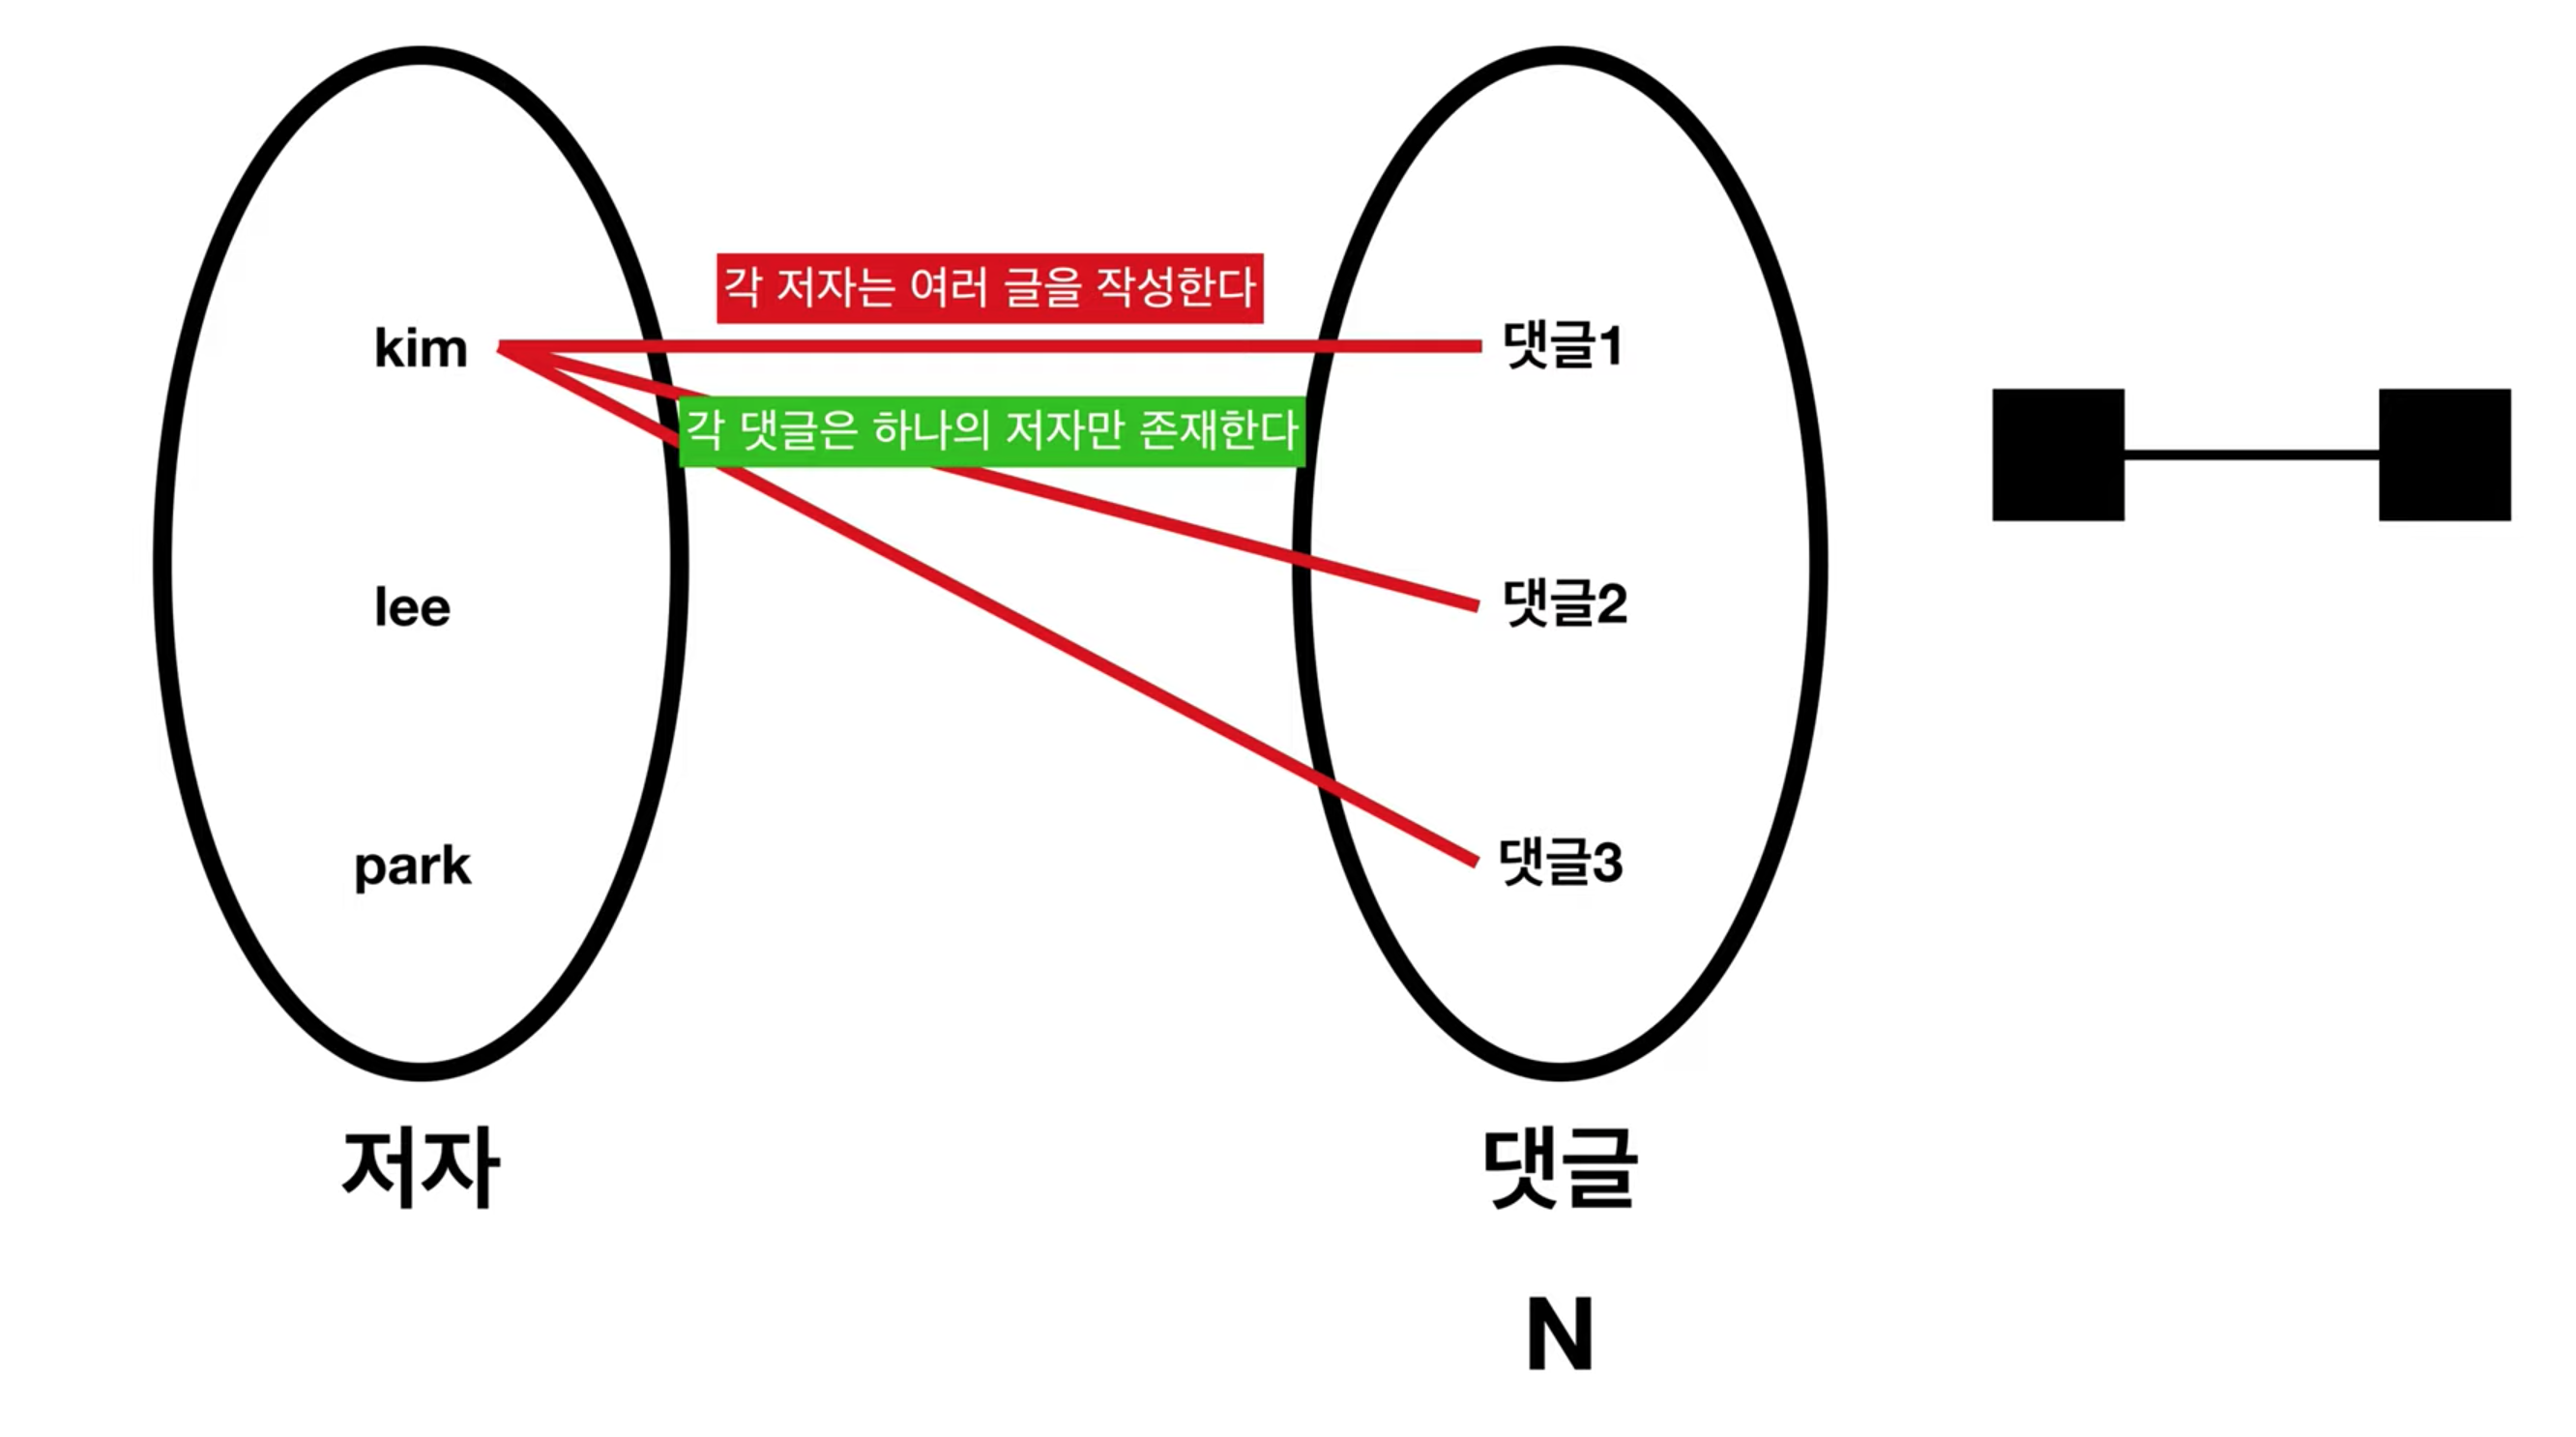 각 저자는 여러 글을 작성한다
kim
댓글1
각 댓글은 하나의 저자만 존재한다
lee
댓글2
park
댓글3
저자
댓글
N